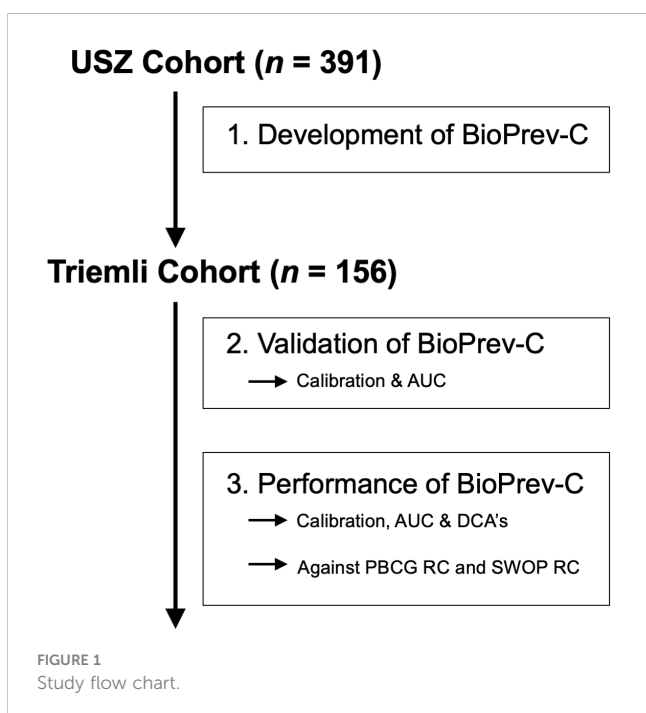 USZ Cohort (n = 391)
1. Development of BioPrev-C
Triemli Cohort (n = 156)
2. Validation of BioPrev-C
Calibration & AUC
3. Performance of BioPrev-C
Calibration, AUC & DCA's
Against PBCG RC and SWOP RC
FIGURE 1
Study flow chart.